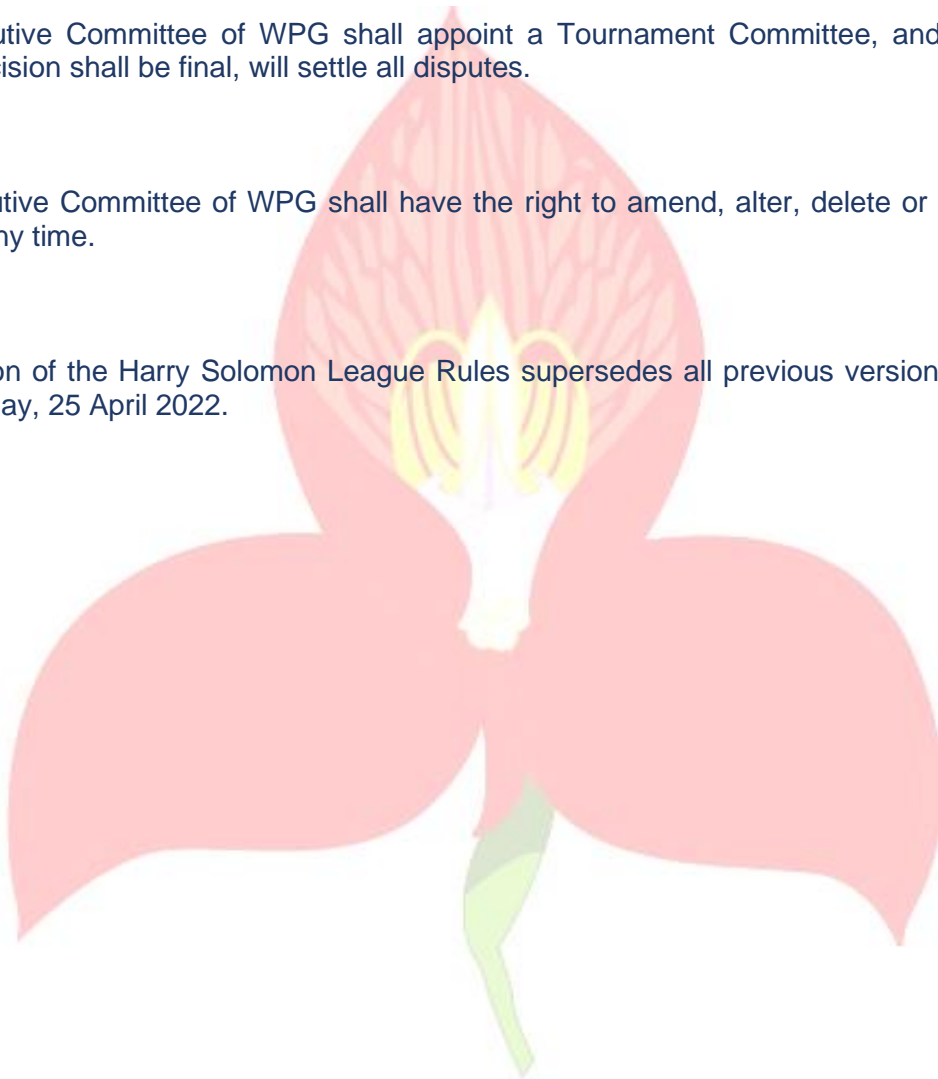 utive Committee of WPG shall appoint a Tournament Committee, and
cision shall be final, will settle all disputes.
utive Committee of WPG shall have the right to amend, alter, delete or
ny time.
on of the Harry Solomon League Rules supersedes all previous version
lay, 25 April 2022.